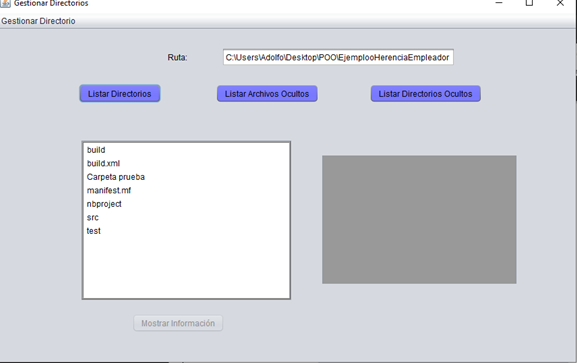 Gestionar Directorios
Gestionar Directorio
Ruta: C:\Users\Adolfo\Desktop\POO\EjemplooHerenciaEmpleador
Listar Directorios Listar Archivos Ocultos Listar Directorios Ocultos
build
build.xml
Carpeta prueba
manifest.mf
nbproject
src
test
Mostrar Información